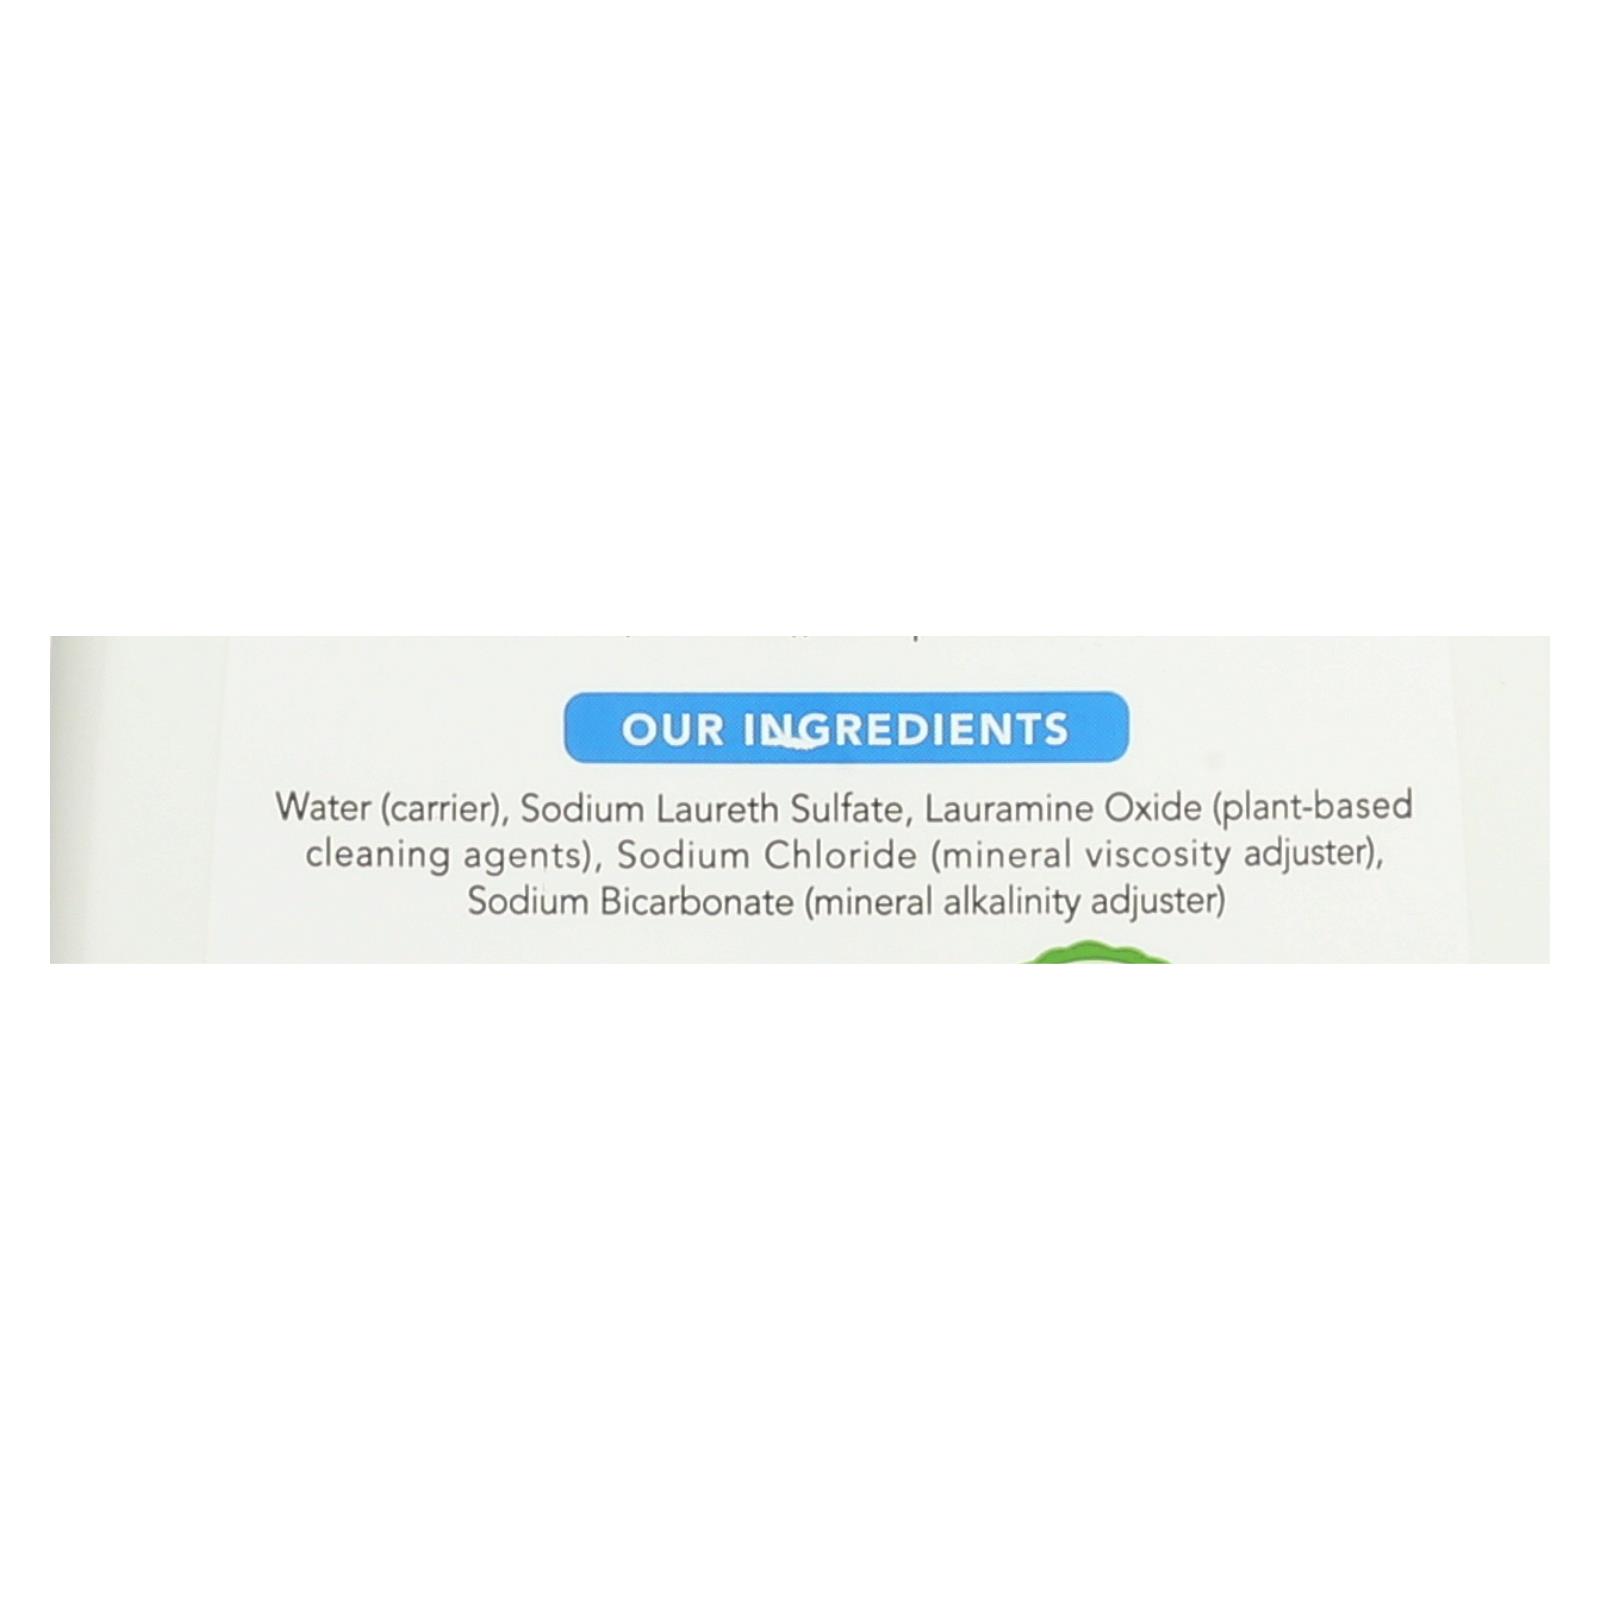 OUR INGREDIENTS
Water (carrier), Sodium Laureth Sulfate, Lauramine Oxide (plant-based
cleaning agents), Sodium Chloride (mineral viscosity adjuster),
Sodium Bicarbonate (mineral alkalinity adjuster)